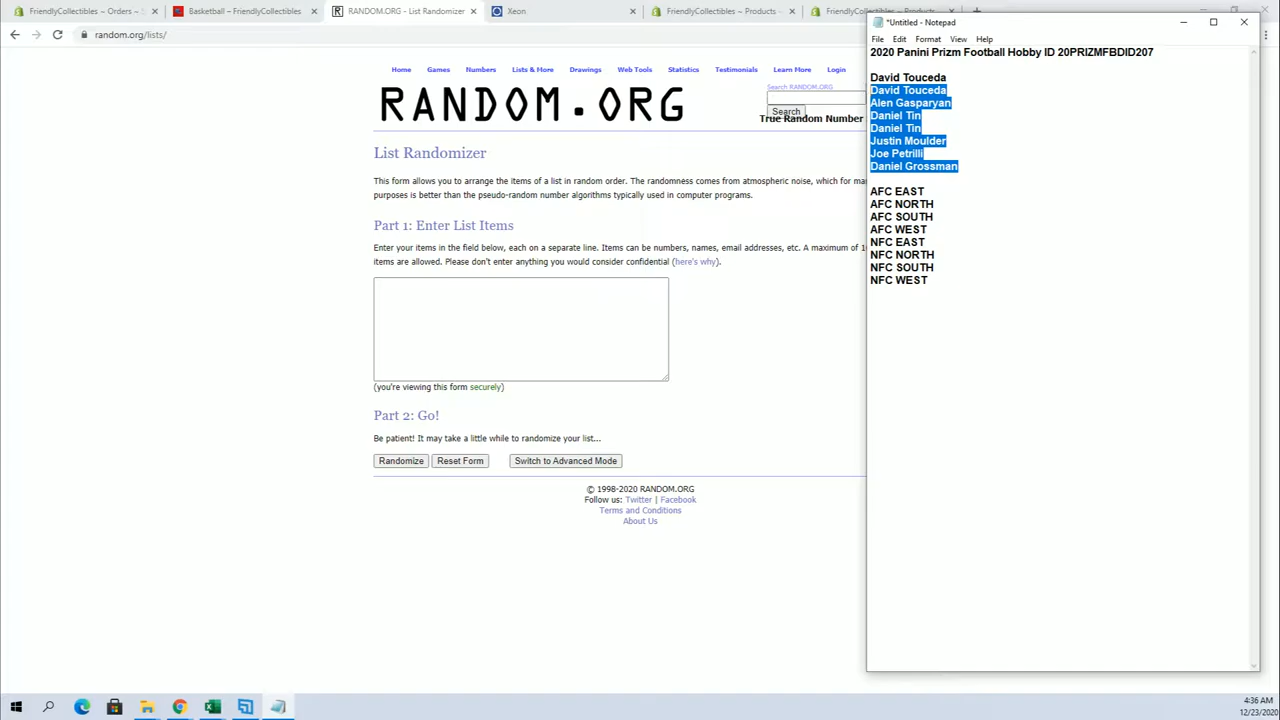 FriendlyCollectibles ~ Orders ~
Basketball – FriendlyCollectibles
RANDOM.ORG - List Randomizer
Xeon
FriendlyCollectibles ~ Products
FriendlyCollectibles ~ Products
random.org/lists/
Home Games Numbers Lists & More Drawings Web Tools Statistics Testimonials Learn More Login
RANDOM.ORG
Search RANDOM.ORG
Search
True Random Number
List Randomizer
This form allows you to arrange the items of a list in random order. The randomness comes from atmospheric noise, which for
purposes is better than the pseudo-random number algorithms typically used in computer programs.
Part 1: Enter List Items
Enter your items in the field below, each on a separate line. Items can be numbers, names, email addresses, etc. A maximum of
items are allowed. Please don't enter anything you would consider confidential (here's why).
(you're viewing this form securely)
Part 2: Go!
Be patient! It may take a little while to randomize your list...
Randomize Reset Form Switch to Advanced Mode
© 1998-2020 RANDOM.ORG
Follow us: Twitter | Facebook
Terms and Conditions
About Us
*Untitled - Notepad
File Edit Format View Help
2020 Panini Prizm Football Hobby ID 20PRIZMFBDID207
David Touceda
David Touceda
Alen Gasparyan
Daniel Tin
Daniel Tin
Justin Moulder
Joe Petrilli
Daniel Grossman
AFC EAST
AFC NORTH
AFC SOUTH
AFC WEST
NFC EAST
NFC NORTH
NFC SOUTH
NFC WEST
4:36 AM
12/23/2020